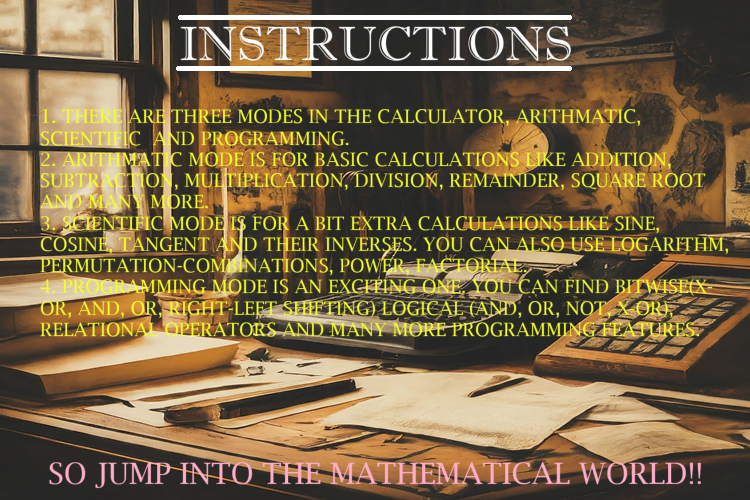 INSTRUCTIONS
1. THERE ARE THREE MODES IN THE CALCULATOR, ARITHMATIC,
SCIENTIFIC AND PROGRAMMING.
2. ARITHMATIC MODE IS FOR BASIC CALCULATIONS LIKE ADDITION,
SUBTRACTION, MULTIPLICATION, DIVISION, REMAINDER, SQUARE ROOT
AND MANY MORE.
3. SCIENTIFIC MODE IS FOR A BIT EXTRA CALCULATIONS LIKE SINE,
COSINE, TANGENT AND THEIR INVERSES. YOU CAN ALSO USE LOGARITHM,
PERMUTATION-COMBINATIONS, POWER, FACTORIAL.
4. PROGRAMMING MODE IS AN EXCITING ONE, YOU CAN FIND BITWISE(X-
OR, AND, OR, RIGHT-LEFT SHIFTING) LOGICAL (AND, OR, NOT, X-OR),
RELATIONAL OPERATORS AND MANY MORE PROGRAMMING FEATURES.
SO JUMP INTO THE MATHEMATICAL WORLD!!